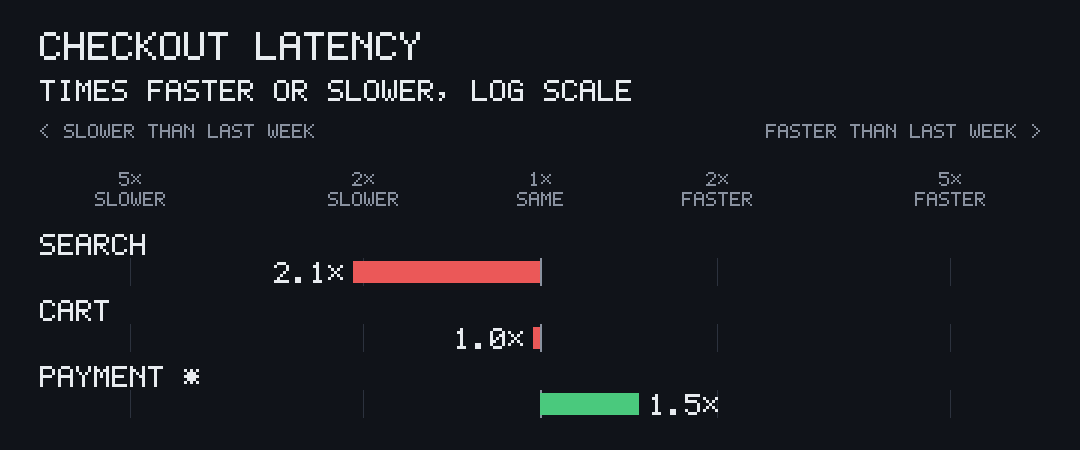 CHECKOUT LATENCY
TIMES FASTER OR SLOWER, LOG SCALE
< SLOWER THAN LAST WEEK FASTER THAN LAST WEEK >
5× 2× 1× 2× 5×
SLOWER SLOWER SAME FASTER FASTER
SEARCH
2.1×
CART
1.0×
PAYMENT *
1.5×